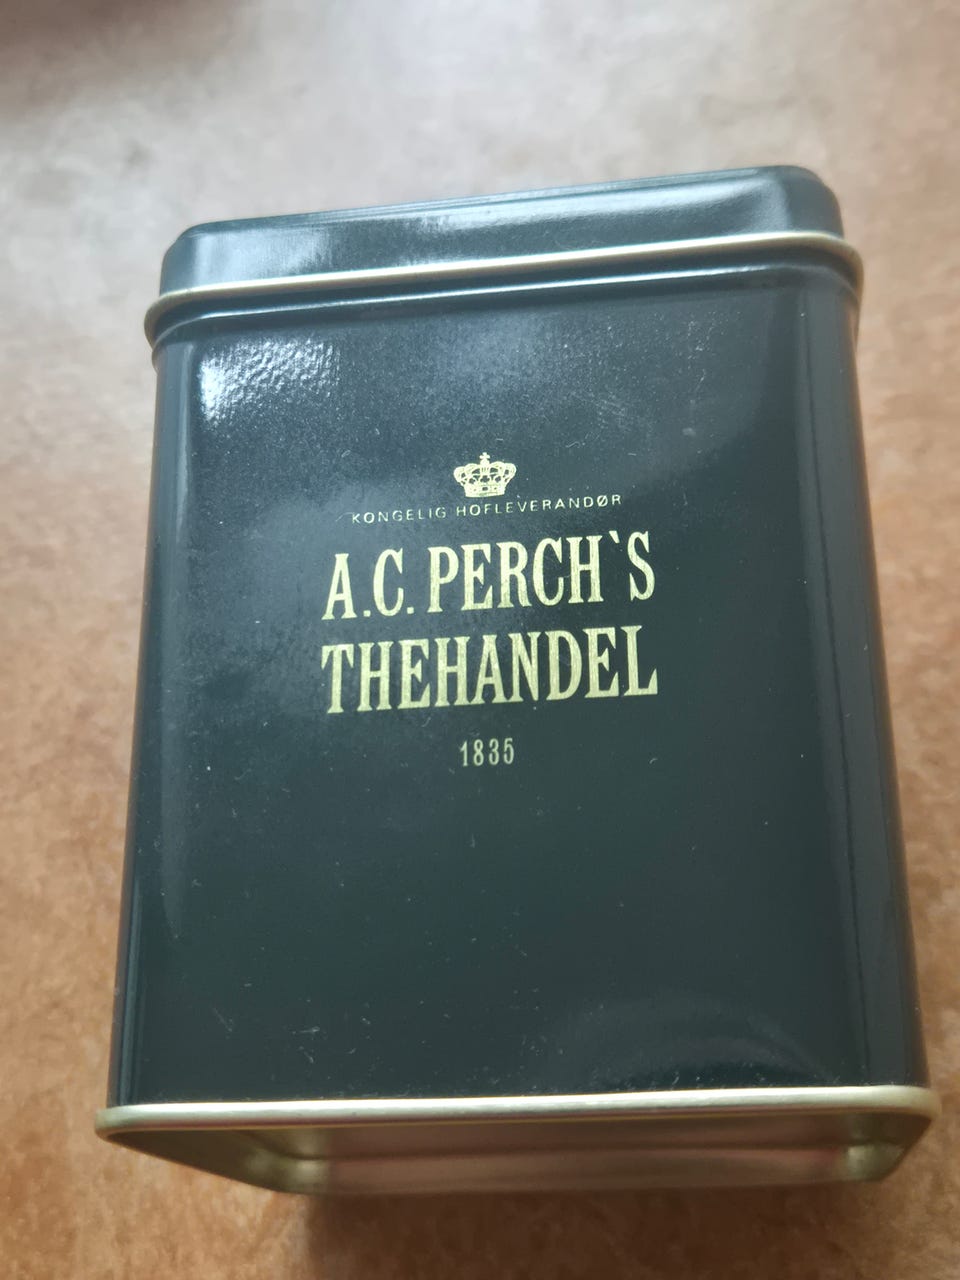 KONGELIG HOFLEVERANDØR
A.C. PERCH`S
THEHANDEL
1835